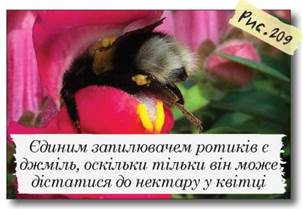 Рис.209
Єдиним запилювачем ротиків є
джміль, оскільки тільки він може
дістатися до нектару у квітці